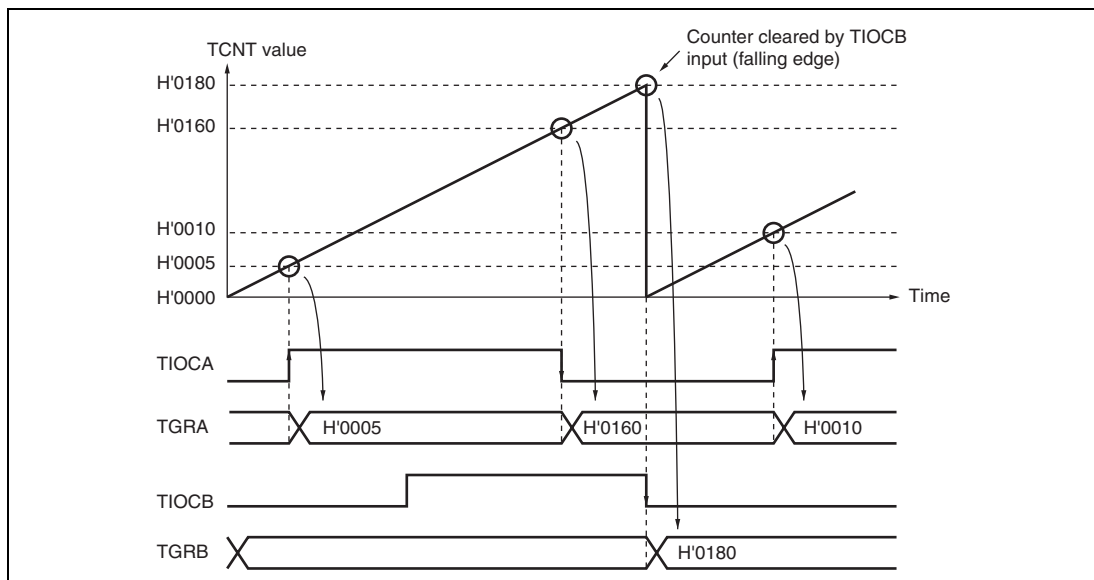 Counter cleared by TIOCB
input (falling edge)
TCNT value
H'0180
H'0160
H'0010
H'0005
H'0000
Time
TIOCA
TGRA
H'0005
H'0160
H'0010
TIOCB
TGRB
H'0180